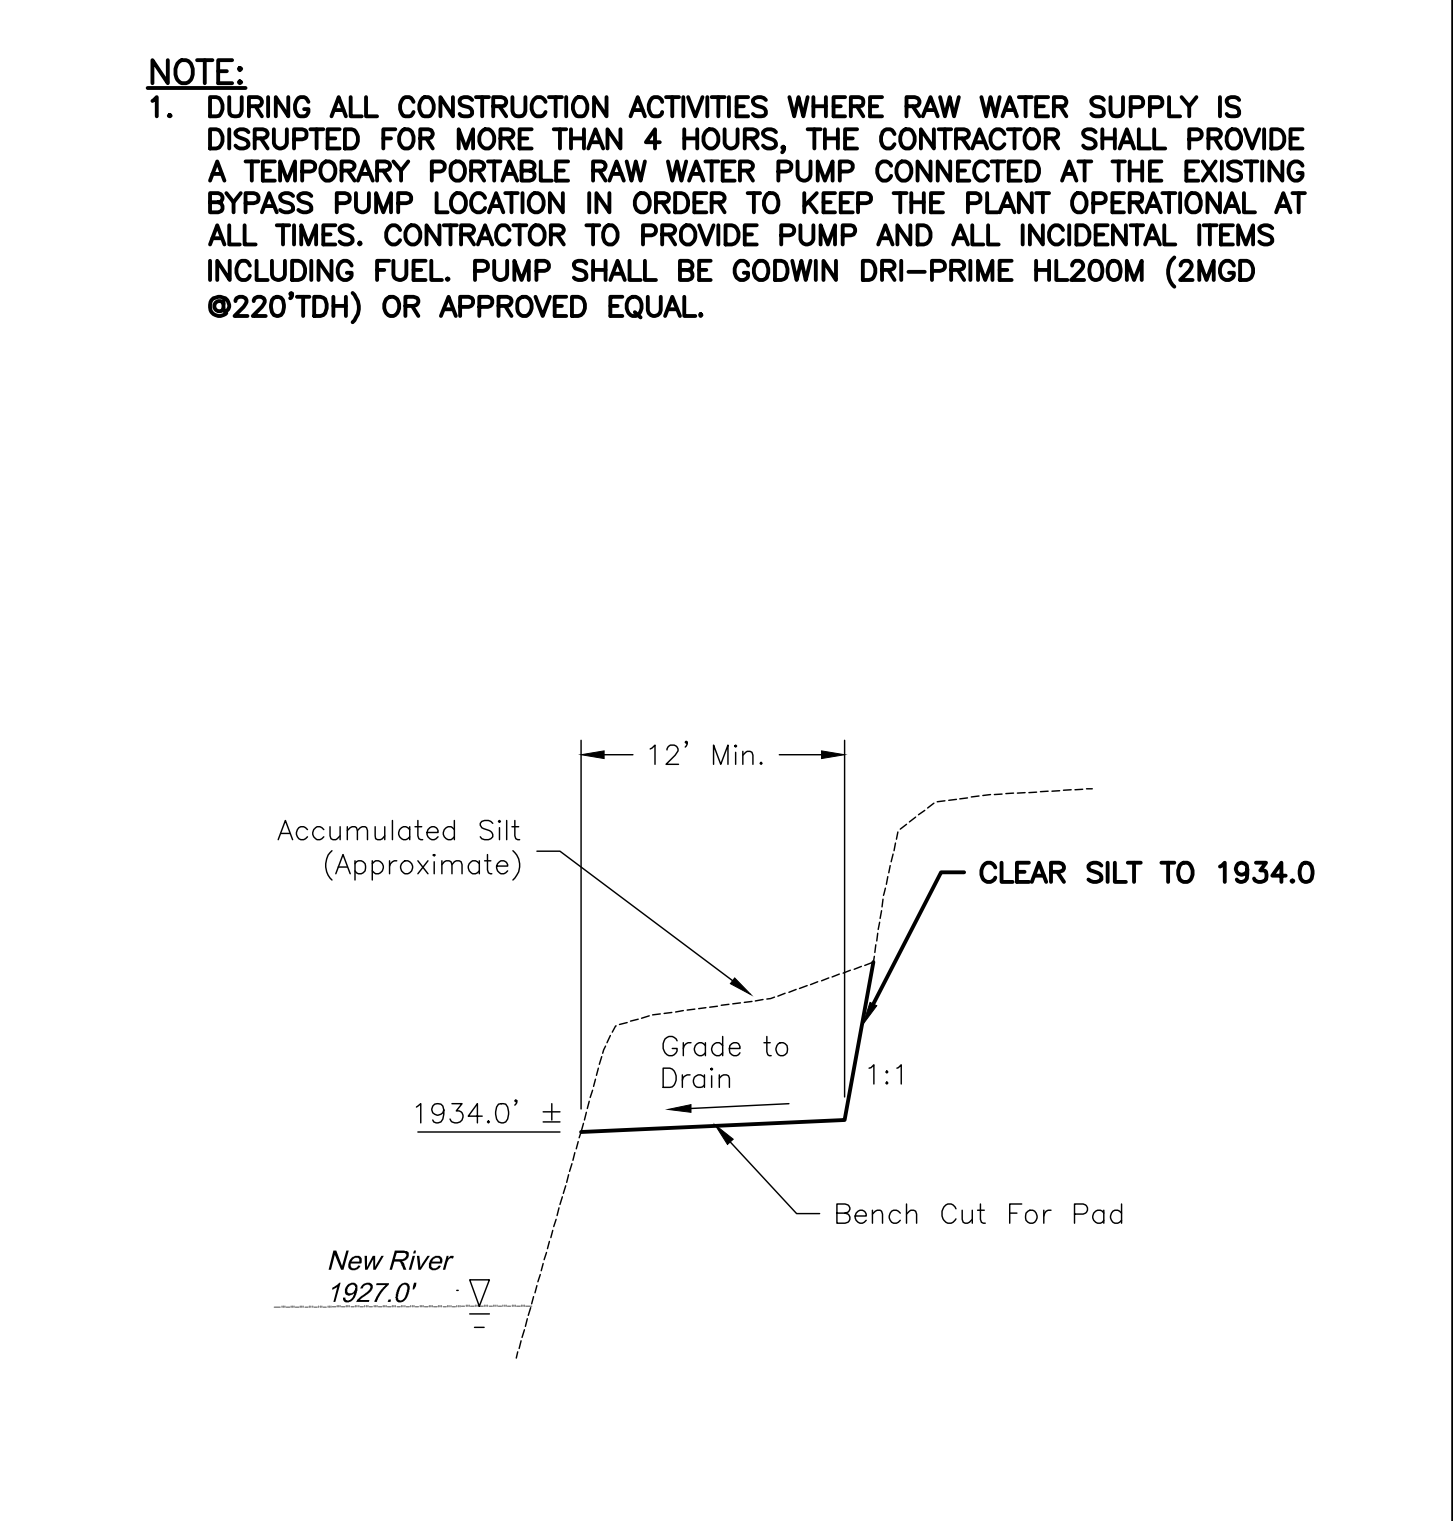 NOTE:
1. DURING ALL CONSTRUCTION ACTIVITIES WHERE RAW WATER SUPPLY IS
DISRUPTED FOR MORE THAN 4 HOURS, THE CONTRACTOR SHALL PROVIDE
A TEMPORARY PORTABLE RAW WATER PUMP CONNECTED AT THE EXISTING
BYPASS PUMP LOCATION IN ORDER TO KEEP THE PLANT OPERATIONAL AT
ALL TIMES. CONTRACTOR TO PROVIDE PUMP AND ALL INCIDENTAL ITEMS
INCLUDING FUEL. PUMP SHALL BE GODWIN DRI-PRIME HL200M (2MGD
@220'TDH) OR APPROVED EQUAL.
12' Min.
Accumulated Silt
(Approximate)
CLEAR SILT TO 1934.0
Grade to
Drain
1:1
1934.0' ±
Bench Cut For Pad
New River
1927.0'